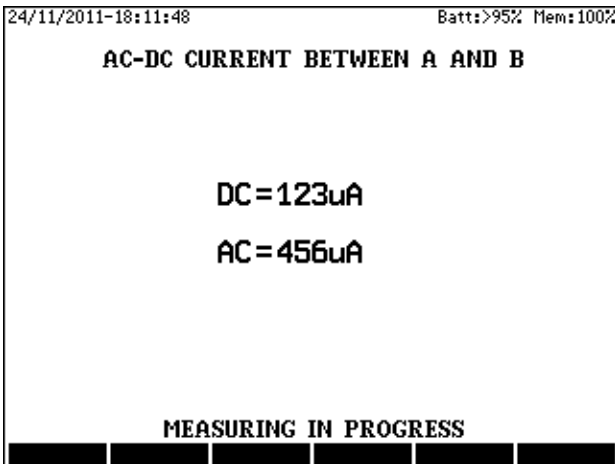 24/11/2011-18:11:48 Batt:>95% Mem:100%
AC-DC CURRENT BETWEEN A AND B
DC=123uA
AC=456uA
MEASURING IN PROGRESS